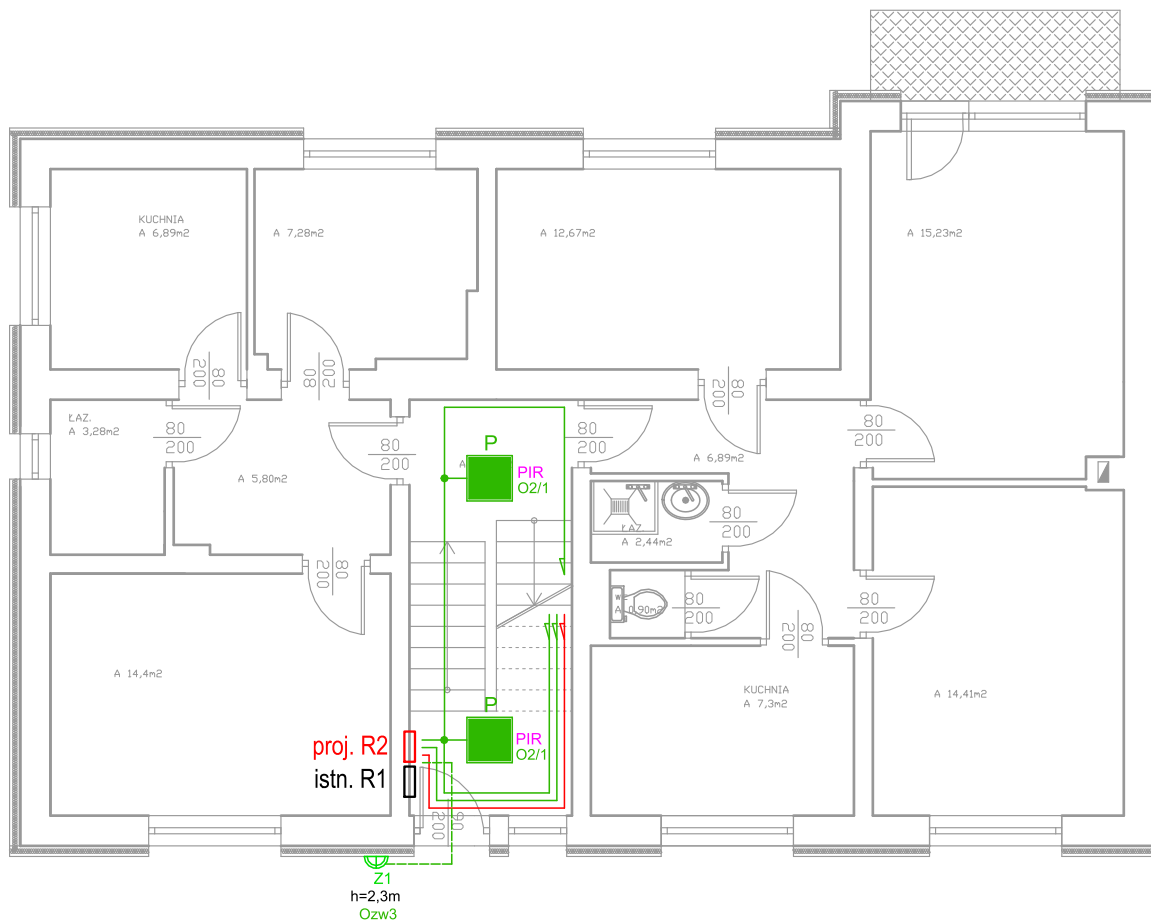 KUCHNIA
A 6,89m2
A 7,28m2
A 12,67m2
A 15,23m2
80
200
80
200
80
200
ŁAZ.
A 3,28m2
80
200
80
200
80
200
80
200
A 6,89m2
A 5,80m2
P
A
PIR
O2/1
ŁAZ
A 2,44m2
80
200
80
200
W
A 0,90m2
80
200
80
200
80
200
A 14,4m2
KUCHNIA
A 7,3m2
A 14,41m2
P
PIR
O2/1
proj. R2
istn. R1
90
200
Z1
h=2,3m
Ozw3